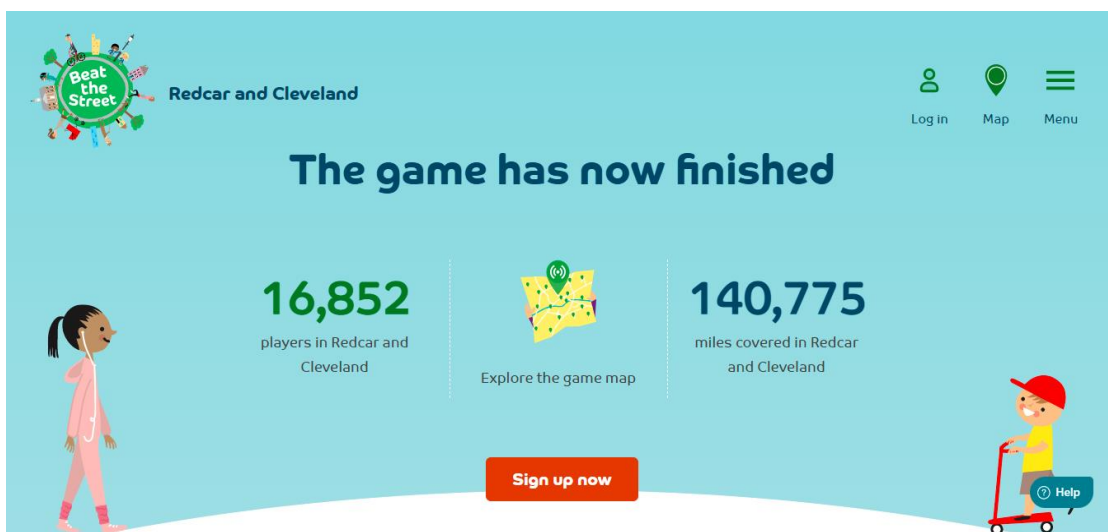 Beat
the
Street
Redcar and Cleveland
Log in
Map
Menu
The game has now finished
16,852
players in Redcar and
Cleveland
Explore the game map
140,775
miles covered in Redcar
and Cleveland
Sign up now
? Help